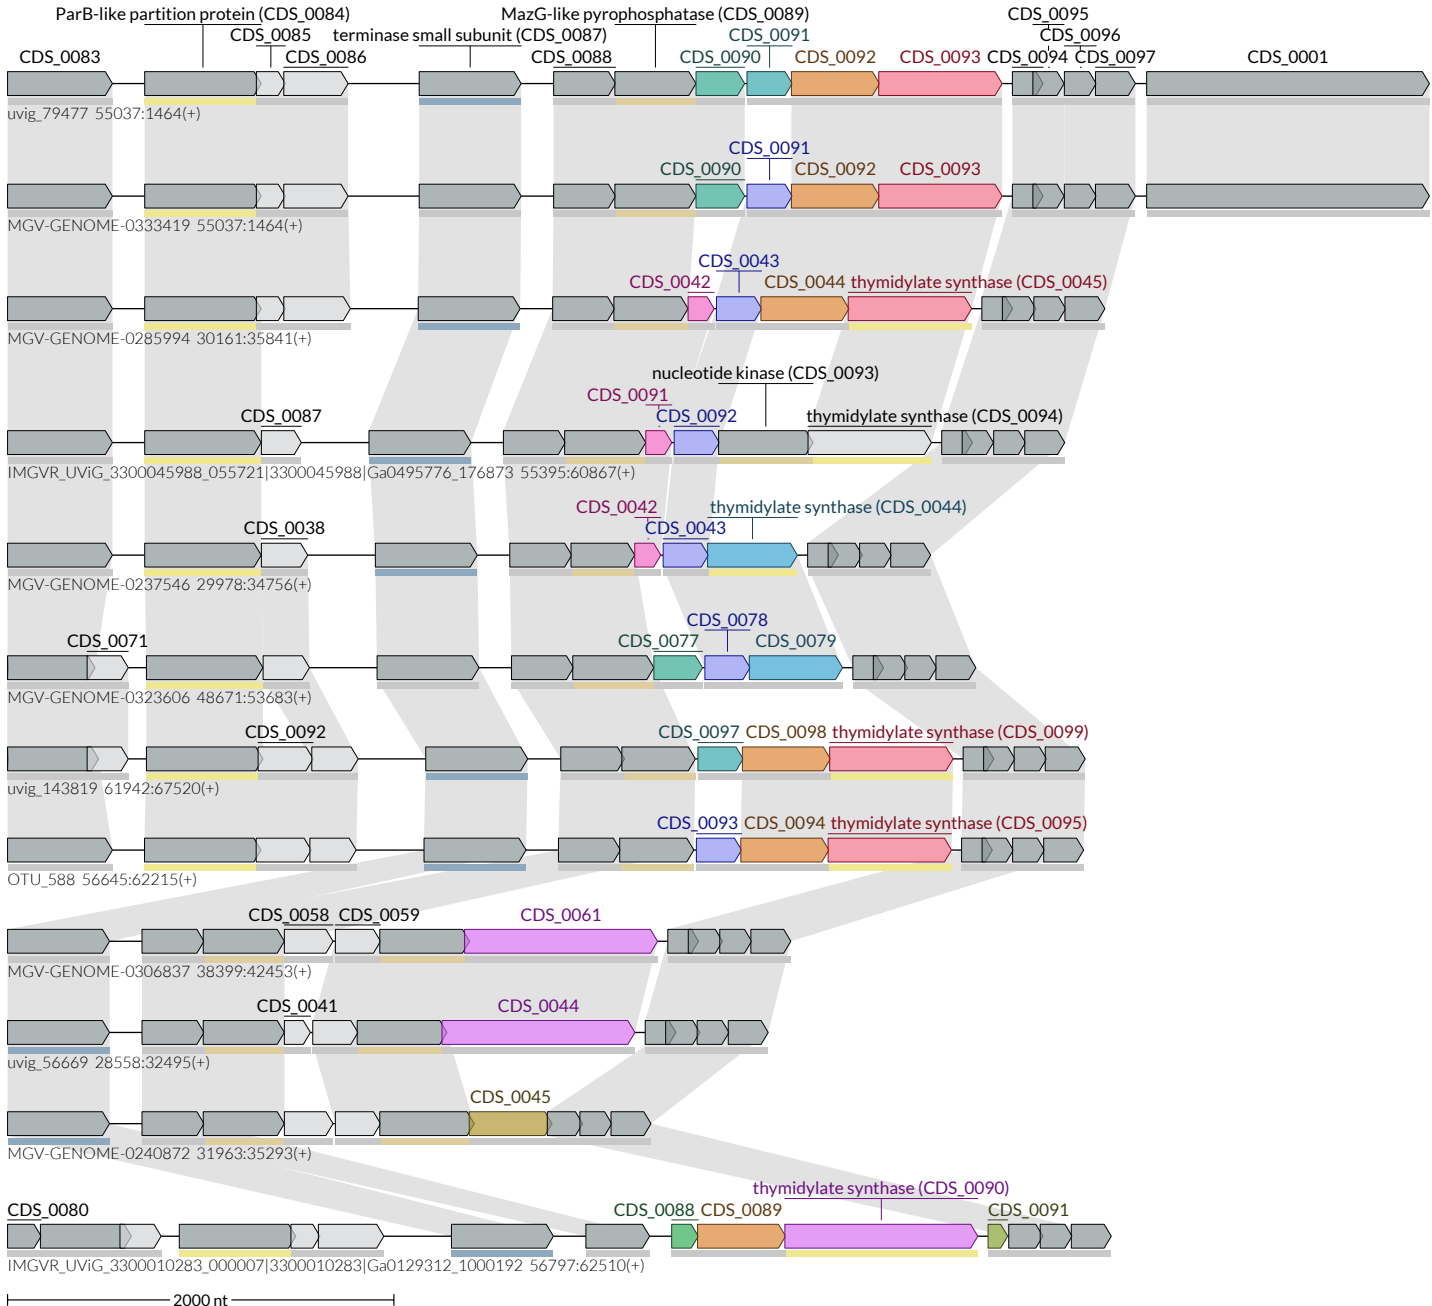 ParB-like partition protein (CDS_0084) MazG-like pyrophosphatase (CDS_0089) CDS_0095
CDS_0085 terminase small subunit (CDS_0087) CDS_0091 CDS_0096
CDS_0083 CDS_0086 CDS_0088 CDS_0090 CDS_0092 CDS_0093 CDS_0094 CDS_0097 CDS_0001
uvig_79477 55037:1464(+)
CDS_0091
CDS_0090 CDS_0092 CDS_0093
MGV-GENOME-0333419 55037:1464(+)
CDS_0043
CDS_0042 CDS_0044 thymidylate synthase (CDS_0045)
MGV-GENOME-0285994 30161:35841(+)
nucleotide kinase (CDS_0093)
CDS_0091
CDS_0087 CDS_0092 thymidylate synthase (CDS_0094)
IMGVR_UViG_3300045988_055721|3300045988|Ga0495776_176873 55395:60867(+)
CDS_0042 thymidylate synthase (CDS_0044)
CDS_0038 CDS_0043
MGV-GENOME-0237546 29978:34756(+)
CDS_0078
CDS_0071 CDS_0077 CDS_0079
MGV-GENOME-0323606 48671:53683(+)
CDS_0092 CDS_0097 CDS_0098 thymidylate synthase (CDS_0099)
uvig_143819 61942:67520(+)
CDS_0093 CDS_0094 thymidylate synthase (CDS_0095)
OTU_588 56645:62215(+)
CDS_0058 CDS_0059 CDS_0061
MGV-GENOME-0306837 38399:42453(+)
CDS_0041 CDS_0044
uvig_56669 28558:32495(+)
CDS_0045
MGV-GENOME-0240872 31963:35293(+)
thymidylate synthase (CDS_0090)
CDS_0080 CDS_0088 CDS_0089 CDS_0091
IMGVR_UViG_3300010283_000007|3300010283|Ga0129312_1000192 56797:62510(+)
2000 nt